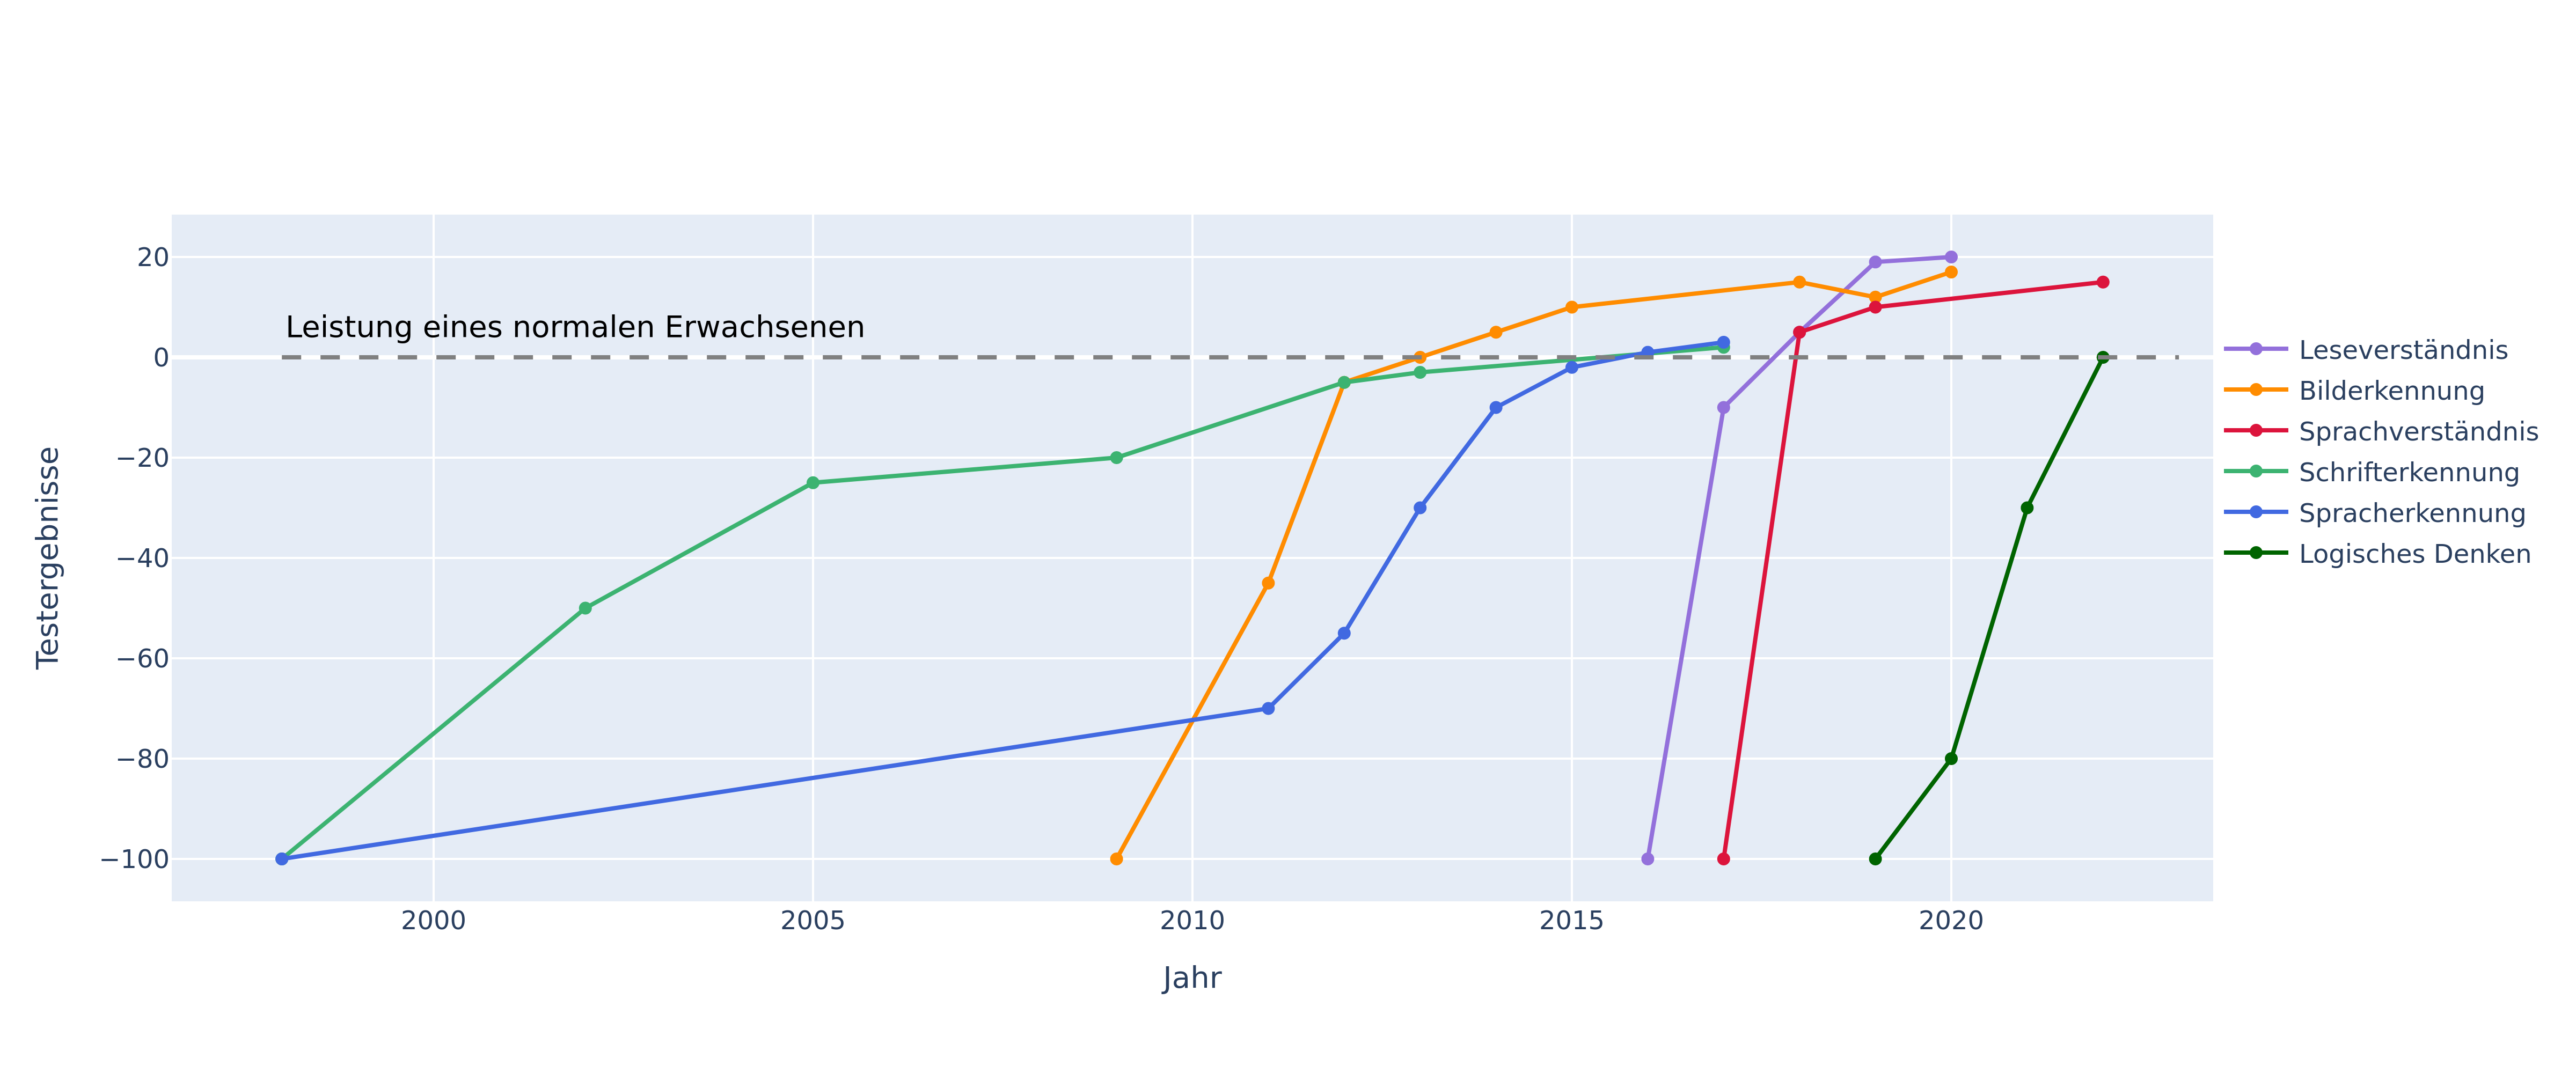 Leistung eines normalen Erwachsenen
20
0
−20
−40
−60
−80
−100
Testergebnisse
2000
2005
2010
2015
2020
Jahr
Leseverständnis
Bilderkennung
Sprachverständnis
Schrifterkennung
Spracherkennung
Logisches Denken